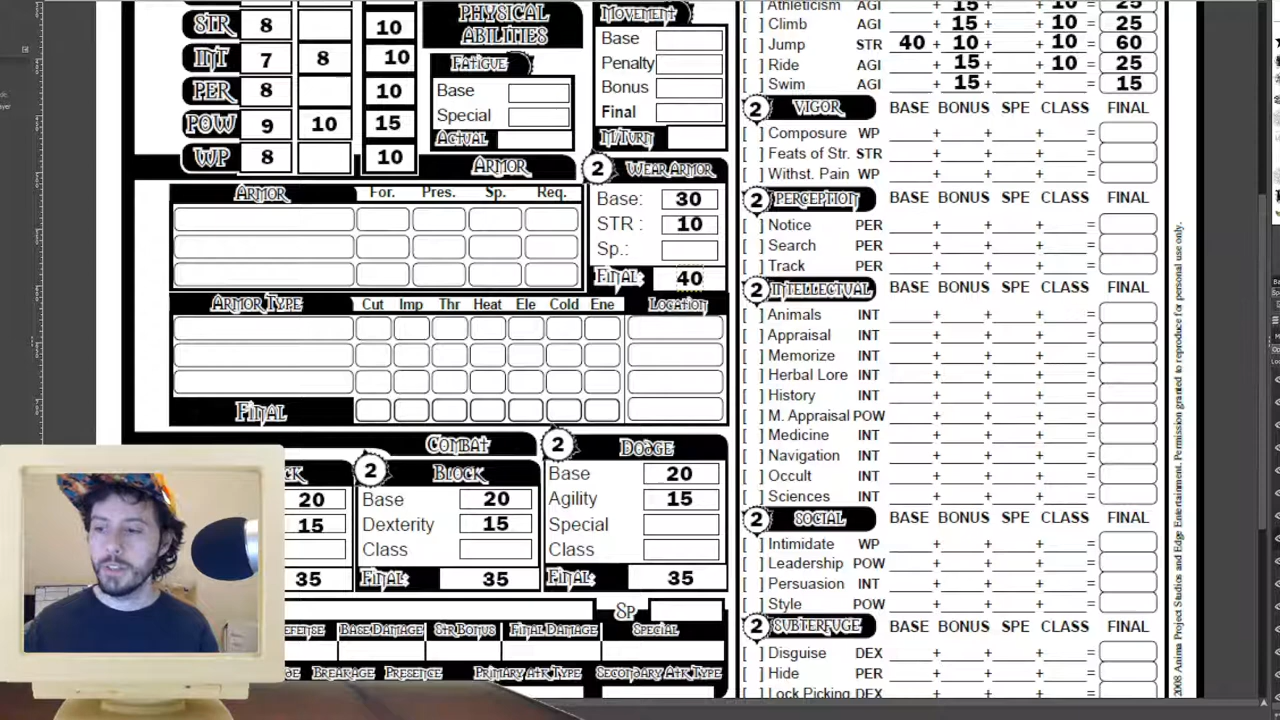 STR 8 10
INT 7 8 10
PER 8 10
POW 9 10 15
WP 8 10
PHYSICAL
ABILITIES
FATIGUE
Base
Special
ACTUAL
MOVEMENT
Base
Penalty
Bonus
Final
M/TURN
ARMOR
2 WEAR ARMOR
Base: 30
STR : 10
Sp.:
FINAL: 40
ARMOR For. Pres. Sp. Req.
ARMOR TYPE Cut Imp Thr Heat Ele Cold Ene LOCATION
FINAL
COMBAT
20
15
35
2 BLOCK
Base 20
Dexterity 15
Class
FINAL: 35
2 DODGE
Base 20
Agility 15
Special
Class
FINAL: 35
SP
BASE DAMAGE STR BONUS FINAL DAMAGE SPECIAL
BREAKAGE PRESENCE PRIMARY ATK TYPE SECONDARY ATK TYPE
Athleticism AGI 15 10 25
Climb AGI + 15 + + 10 = 25
Jump STR 40 + 10 + + 10 = 60
Ride AGI + 15 + + 10 = 25
Swim AGI + 15 + + = 15
2 VIGOR BASE BONUS SPE CLASS FINAL
[ ] Composure WP + + + =
[ ] Feats of Str. STR + + + =
[ ] Withst. Pain WP + + + =
2 PERCEPTION BASE BONUS SPE CLASS FINAL
[ ] Notice PER + + + =
[ ] Search PER + + + =
[ ] Track PER + + + =
2 INTELLECTUAL BASE BONUS SPE CLASS FINAL
[ ] Animals INT + + + =
[ ] Appraisal INT + + + =
[ ] Memorize INT + + + =
[ ] Herbal Lore INT + + + =
[ ] History INT + + + =
[ ] M. Appraisal POW + + + =
[ ] Medicine INT + + + =
[ ] Navigation INT + + + =
[ ] Occult INT + + + =
[ ] Sciences INT + + + =
2 SOCIAL BASE BONUS SPE CLASS FINAL
[ ] Intimidate WP + + + =
[ ] Leadership POW + + + =
[ ] Persuasion INT + + + =
[ ] Style POW + + + =
2 SUBTERFUGE BASE BONUS SPE CLASS FINAL
[ ] Disguise DEX + + + =
[ ] Hide PER + + + =
[ ] Lock Picking DEX + + + =
2008 Anima Project Studios and Edge Entertainment. Permission granted to reproduce for personal use only.